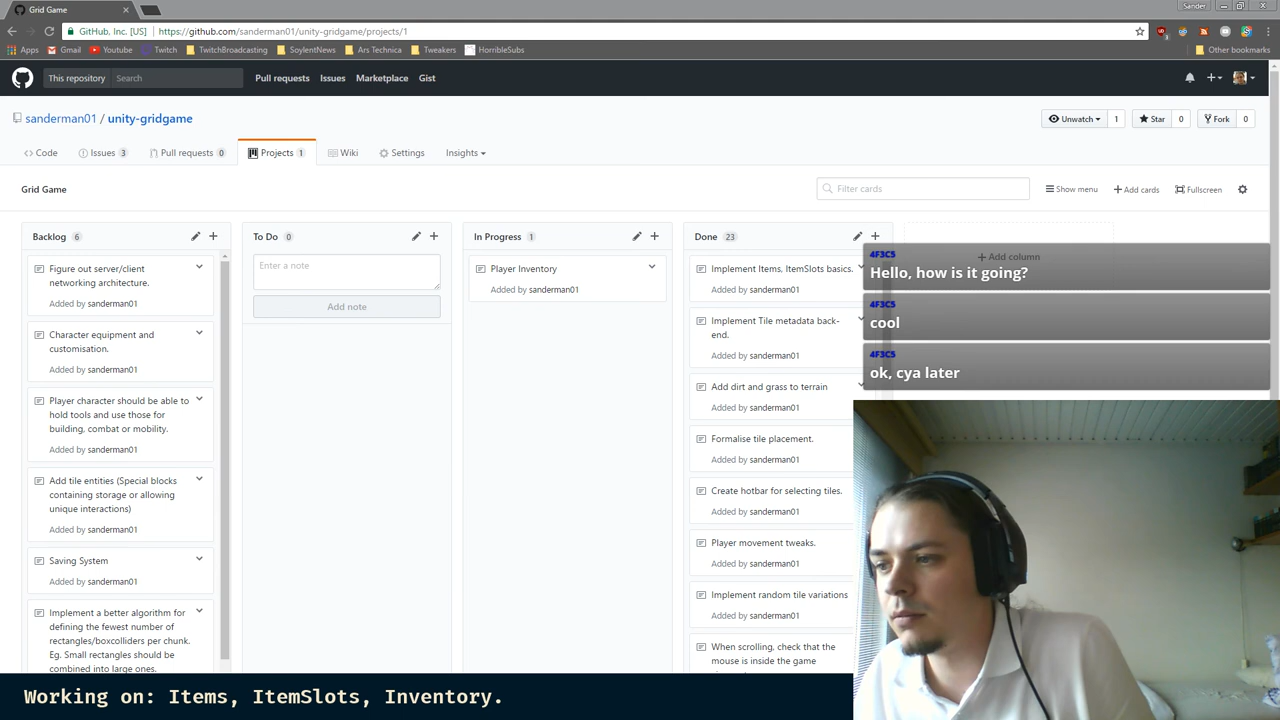 Grid Game
Sander
GitHub, Inc. [US]
https://github.com/sanderman01/unity-gridgame/projects/1
Apps
Gmail
Youtube
Twitch
TwitchBroadcasting
SoylentNews
Ars Technica
Tweakers
HorribleSubs
Other bookmarks
This repository
Search
Pull requests
Issues
Marketplace
Gist
sanderman01 / unity-gridgame
Unwatch
1
Star
0
Fork
0
Code
Issues 3
Pull requests 0
Projects 1
Wiki
Settings
Insights
Grid Game
Filter cards
Show menu
Add cards
Fullscreen
Backlog 6
Figure out server/client
networking architecture.
Added by sanderman01
Character equipment and
customisation.
Added by sanderman01
Player character should be able to
hold tools and use those for
building, combat or mobility.
Added by sanderman01
Add tile entities (Special blocks
containing storage or allowing
unique interactions)
Added by sanderman01
Saving System
Added by sanderman01
Implement a better algorithm for
defining the fewest number
rectangles/boxcolliders per
Eg. Small rectangles should be
combined into large ones.
To Do 0
Enter a note
Add note
In Progress 1
Player Inventory
Added by sanderman01
Done 23
Implement Items, ItemSlots basics.
Added by sanderman01
Implement Tile metadata back-
end.
Added by sanderman01
Add dirt and grass to terrain
Added by sanderman01
Formalise tile placement.
Added by sanderman01
Create hotbar for selecting tiles.
Added by sanderman01
Player movement tweaks.
Added by sanderman01
Implement random tile variations
Added by sanderman01
When scrolling, check that the
mouse is inside the game
Add column
4F3C5
Hello, how is it going?
4F3C5
cool
4F3C5
ok, cya later
Working on: Items, ItemSlots, Inventory.